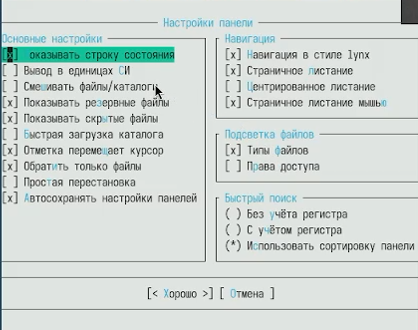 Настройки панели
Основные настройки
[x] оказывать строку состояния
[ ] Вывод в единицах СИ
[ ] Смешивать файлы/каталоги
[x] Показывать резервные файлы
[x] Показывать скрытые файлы
[ ] Быстрая загрузка каталога
[x] Отметка перемещает курсор
[x] Обратить только файлы
[ ] Простая перестановка
[x] Автосохранять настройки панелей
Навигация
[x] Навигация в стиле lynx
[x] Страничное листание
[ ] Центрированное листание
[x] Страничное листание мышью
Подсветка файлов
[x] Типы файлов
[ ] Права доступа
Быстрый поиск
( ) Без учёта регистра
( ) С учётом регистра
(*) Использовать сортировку панели
[< Хорошо >] [ Отмена ]